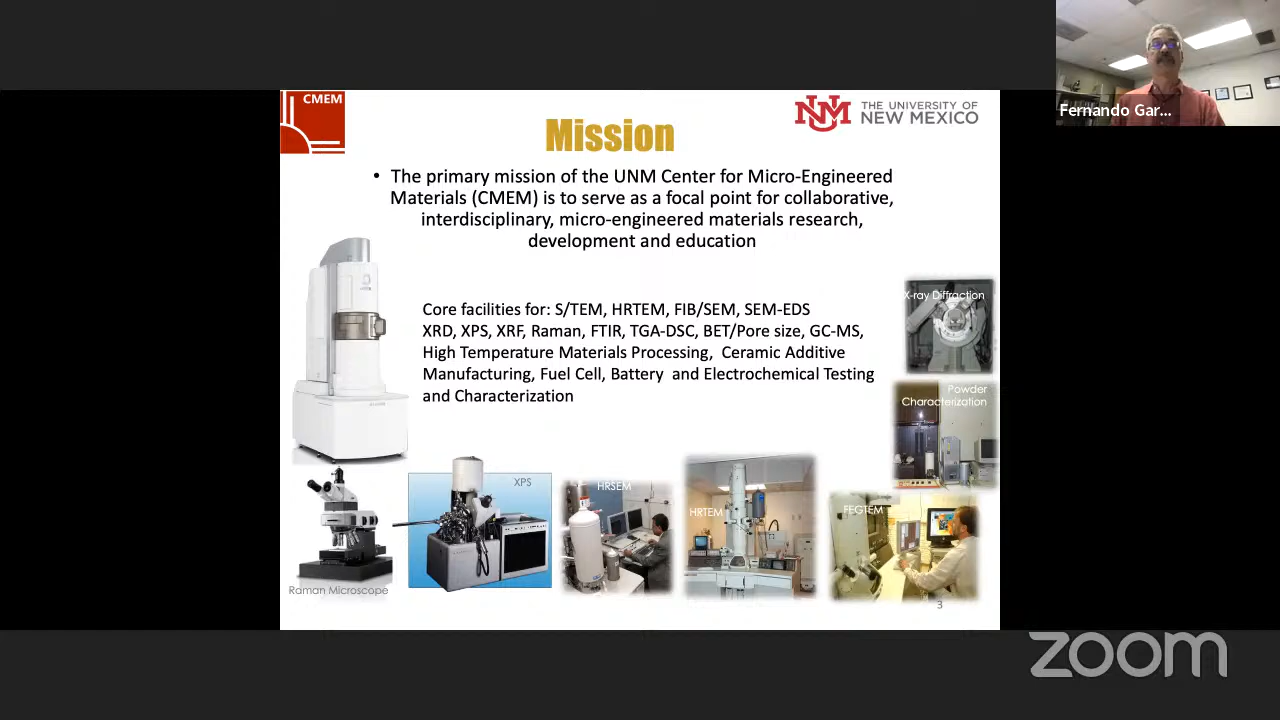 Fernando Gar...
CMEM
THE UNIVERSITY OF
NEW MEXICO
Mission
• The primary mission of the UNM Center for Micro-Engineered
Materials (CMEM) is to serve as a focal point for collaborative,
interdisciplinary, micro-engineered materials research,
development and education
Core facilities for: S/TEM, HRTEM, FIB/SEM, SEM-EDS
XRD, XPS, XRF, Raman, FTIR, TGA-DSC, BET/Pore size, GC-MS,
High Temperature Materials Processing, Ceramic Additive
Manufacturing, Fuel Cell, Battery and Electrochemical Testing
and Characterization
X-ray Diffraction
Powder
Characterization
XPS
HRSEM
HRTEM
FEGTEM
Raman Microscope
3
zoom